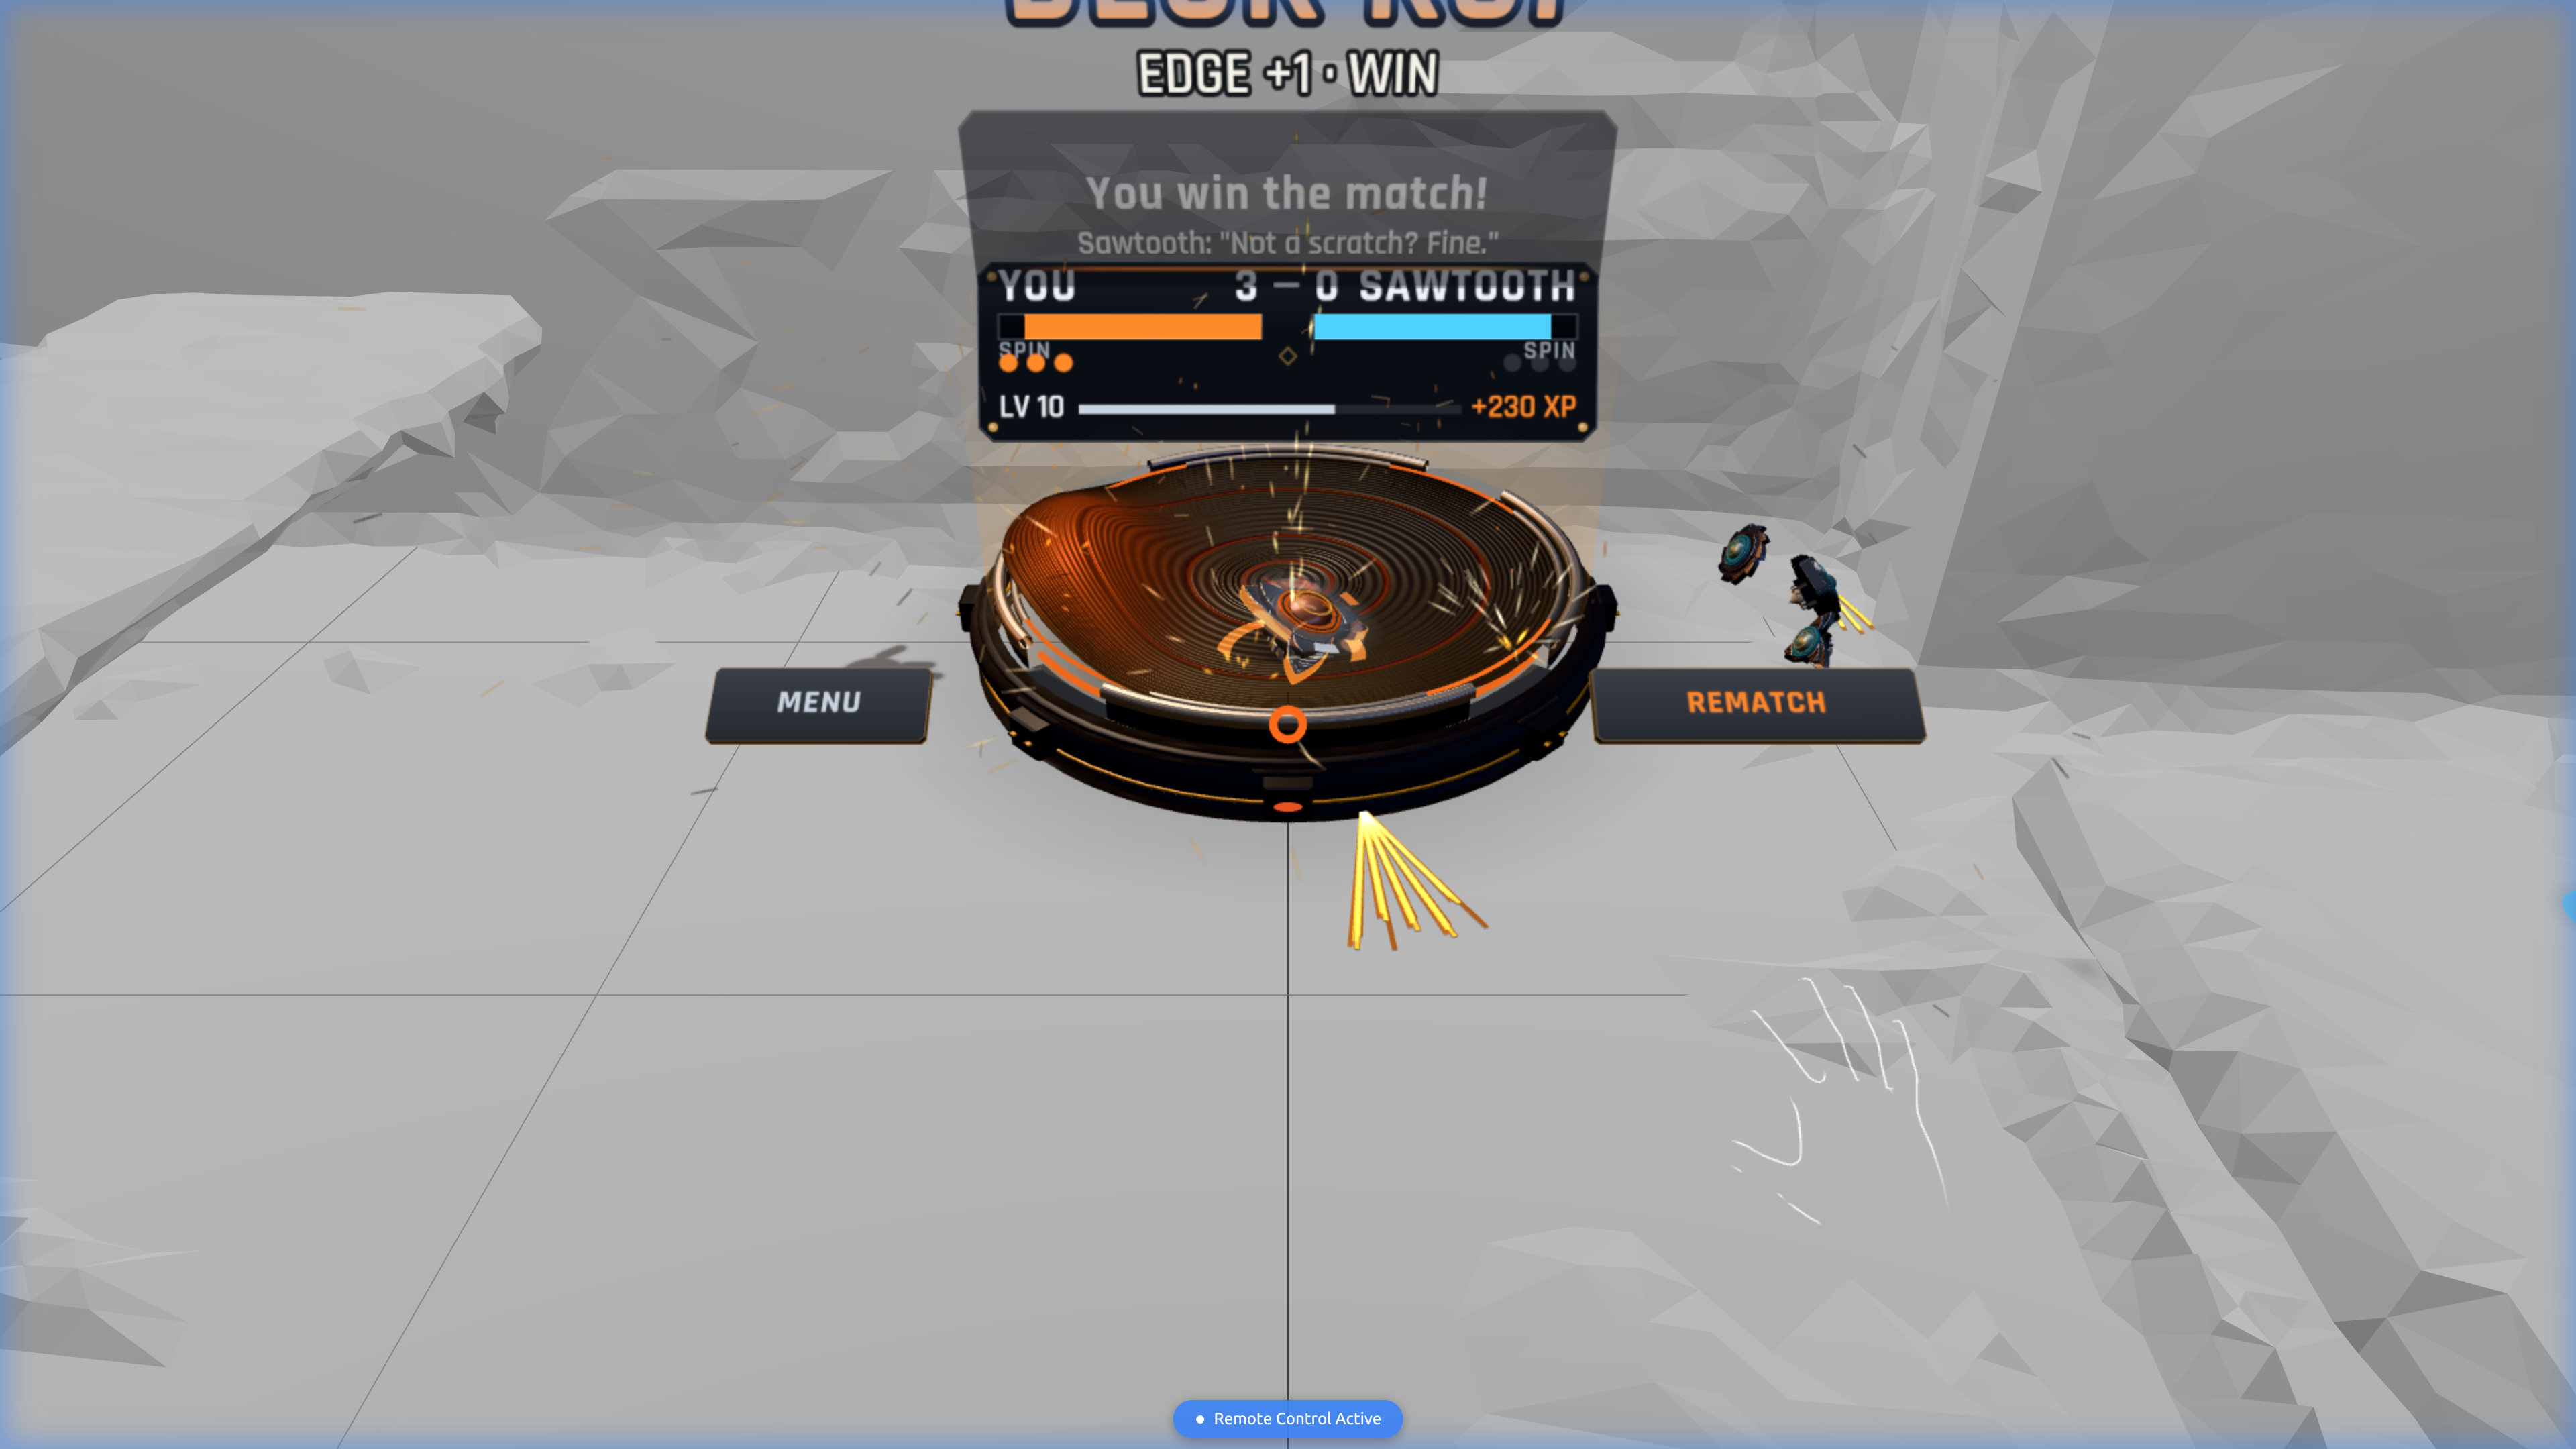 EDGE +1 · WIN
You win the match!
Sawtooth: "Not a scratch? Fine."
YOU 3 — 0 SAWTOOTH
SPIN SPIN
LV 10 +230 XP
MENU REMATCH
Remote Control Active